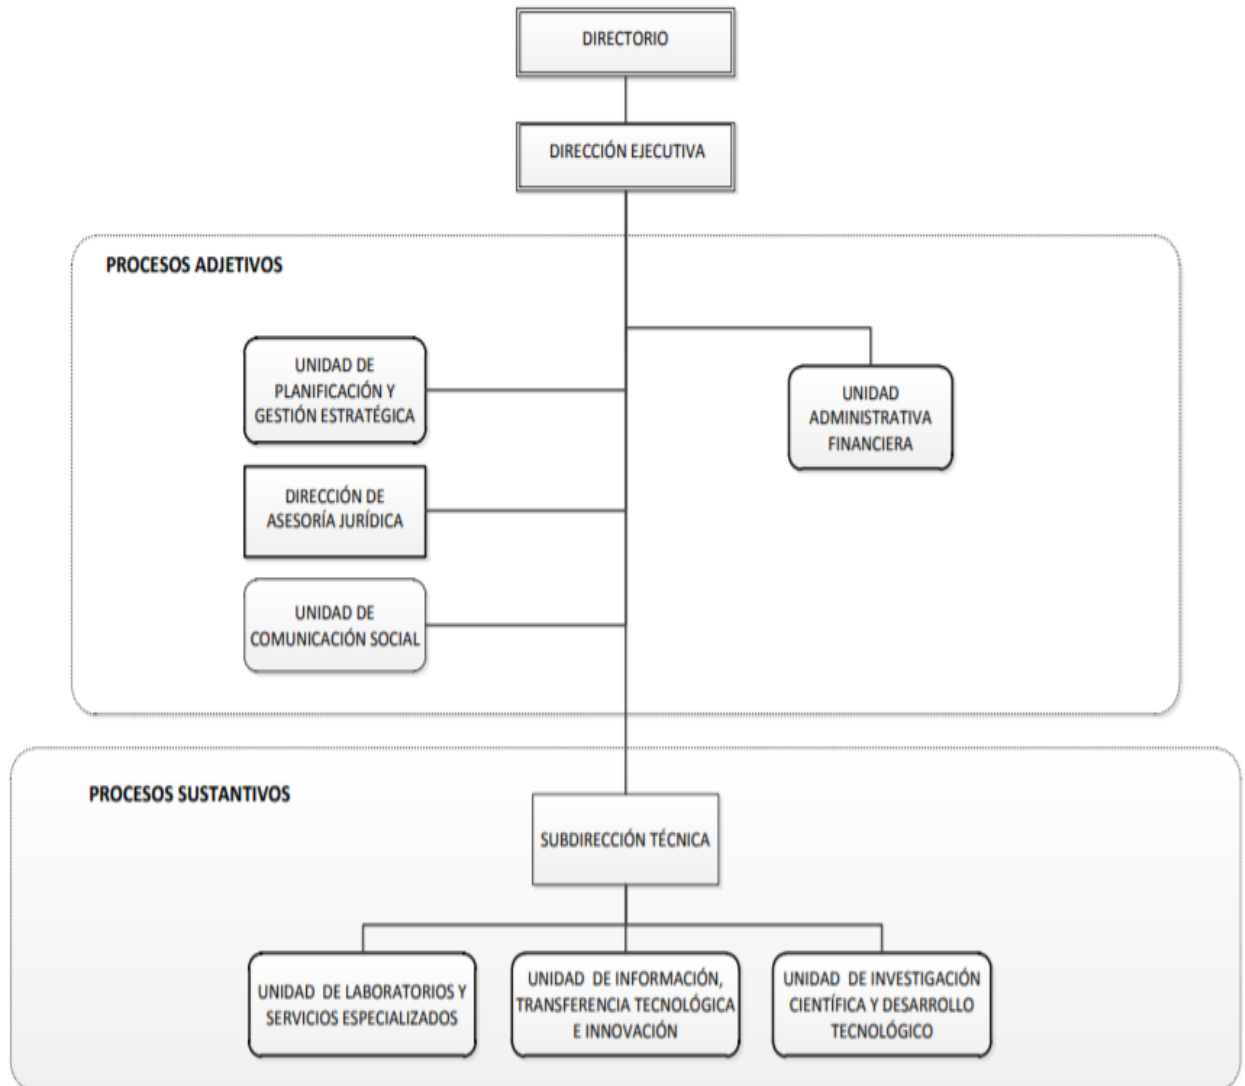 DIRECTORIO
DIRECCIÓN EJECUTIVA
PROCESOS ADJETIVOS
UNIDAD DE
PLANIFICACIÓN Y
GESTIÓN ESTRATÉGICA
UNIDAD
ADMINISTRATIVA
FINANCIERA
DIRECCIÓN DE
ASESORÍA JURÍDICA
UNIDAD DE
COMUNICACIÓN SOCIAL
PROCESOS SUSTANTIVOS
SUBDIRECCIÓN TÉCNICA
UNIDAD DE LABORATORIOS Y
SERVICIOS ESPECIALIZADOS
UNIDAD DE INFORMACIÓN,
TRANSFERENCIA TECNOLÓGICA
E INNOVACIÓN
UNIDAD DE INVESTIGACIÓN
CIENTÍFICA Y DESARROLLO
TECNOLÓGICO